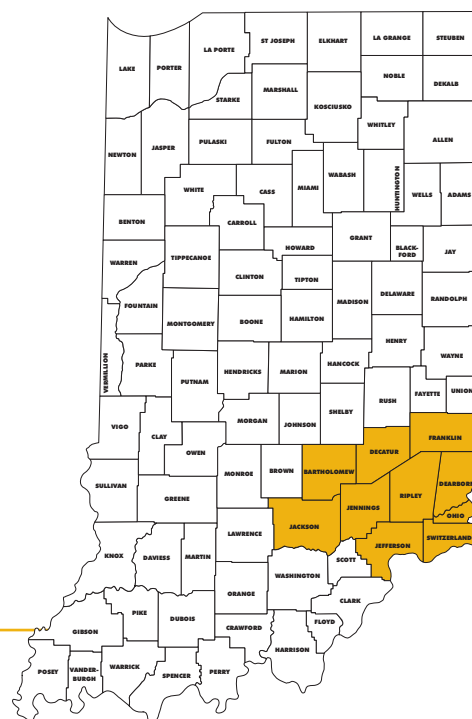 ST JOSEPH
ELKHART
LA GRANGE
STEUBEN
LA PORTE
LAKE
PORTER
NOBLE
DEKALB
MARSHALL
STARKE
KOSCIUSKO
WHITLEY
ALLEN
NEWTON
JASPER
PULASKI
FULTON
WABASH
MIAMI
HUNTINGTON
WHITE
CASS
WELLS
ADAMS
BENTON
CARROLL
GRANT
HOWARD
BLACK-
FORD
JAY
WARREN
TIPPECANOE
CLINTON
TIPTON
FOUNTAIN
MADISON
DELAWARE
RANDOLPH
MONTGOMERY
BOONE
HAMILTON
HENRY
WAYNE
VERMILLION
PARKE
PUTNAM
HENDRICKS
MARION
HANCOCK
RUSH
FAYETTE
UNION
VIGO
CLAY
MORGAN
JOHNSON
SHELBY
FRANKLIN
OWEN
DECATUR
MONROE
BROWN
BARTHOLOMEW
SULLIVAN
GREENE
DEARBORN
RIPLEY
JENNINGS
OHIO
JACKSON
LAWRENCE
SWITZERLAND
JEFFERSON
KNOX
DAVIESS
MARTIN
SCOTT
WASHINGTON
ORANGE
CLARK
PIKE
DUBOIS
FLOYD
GIBSON
CRAWFORD
HARRISON
POSEY
VANDER-
BURGH
WARRICK
SPENCER
PERRY